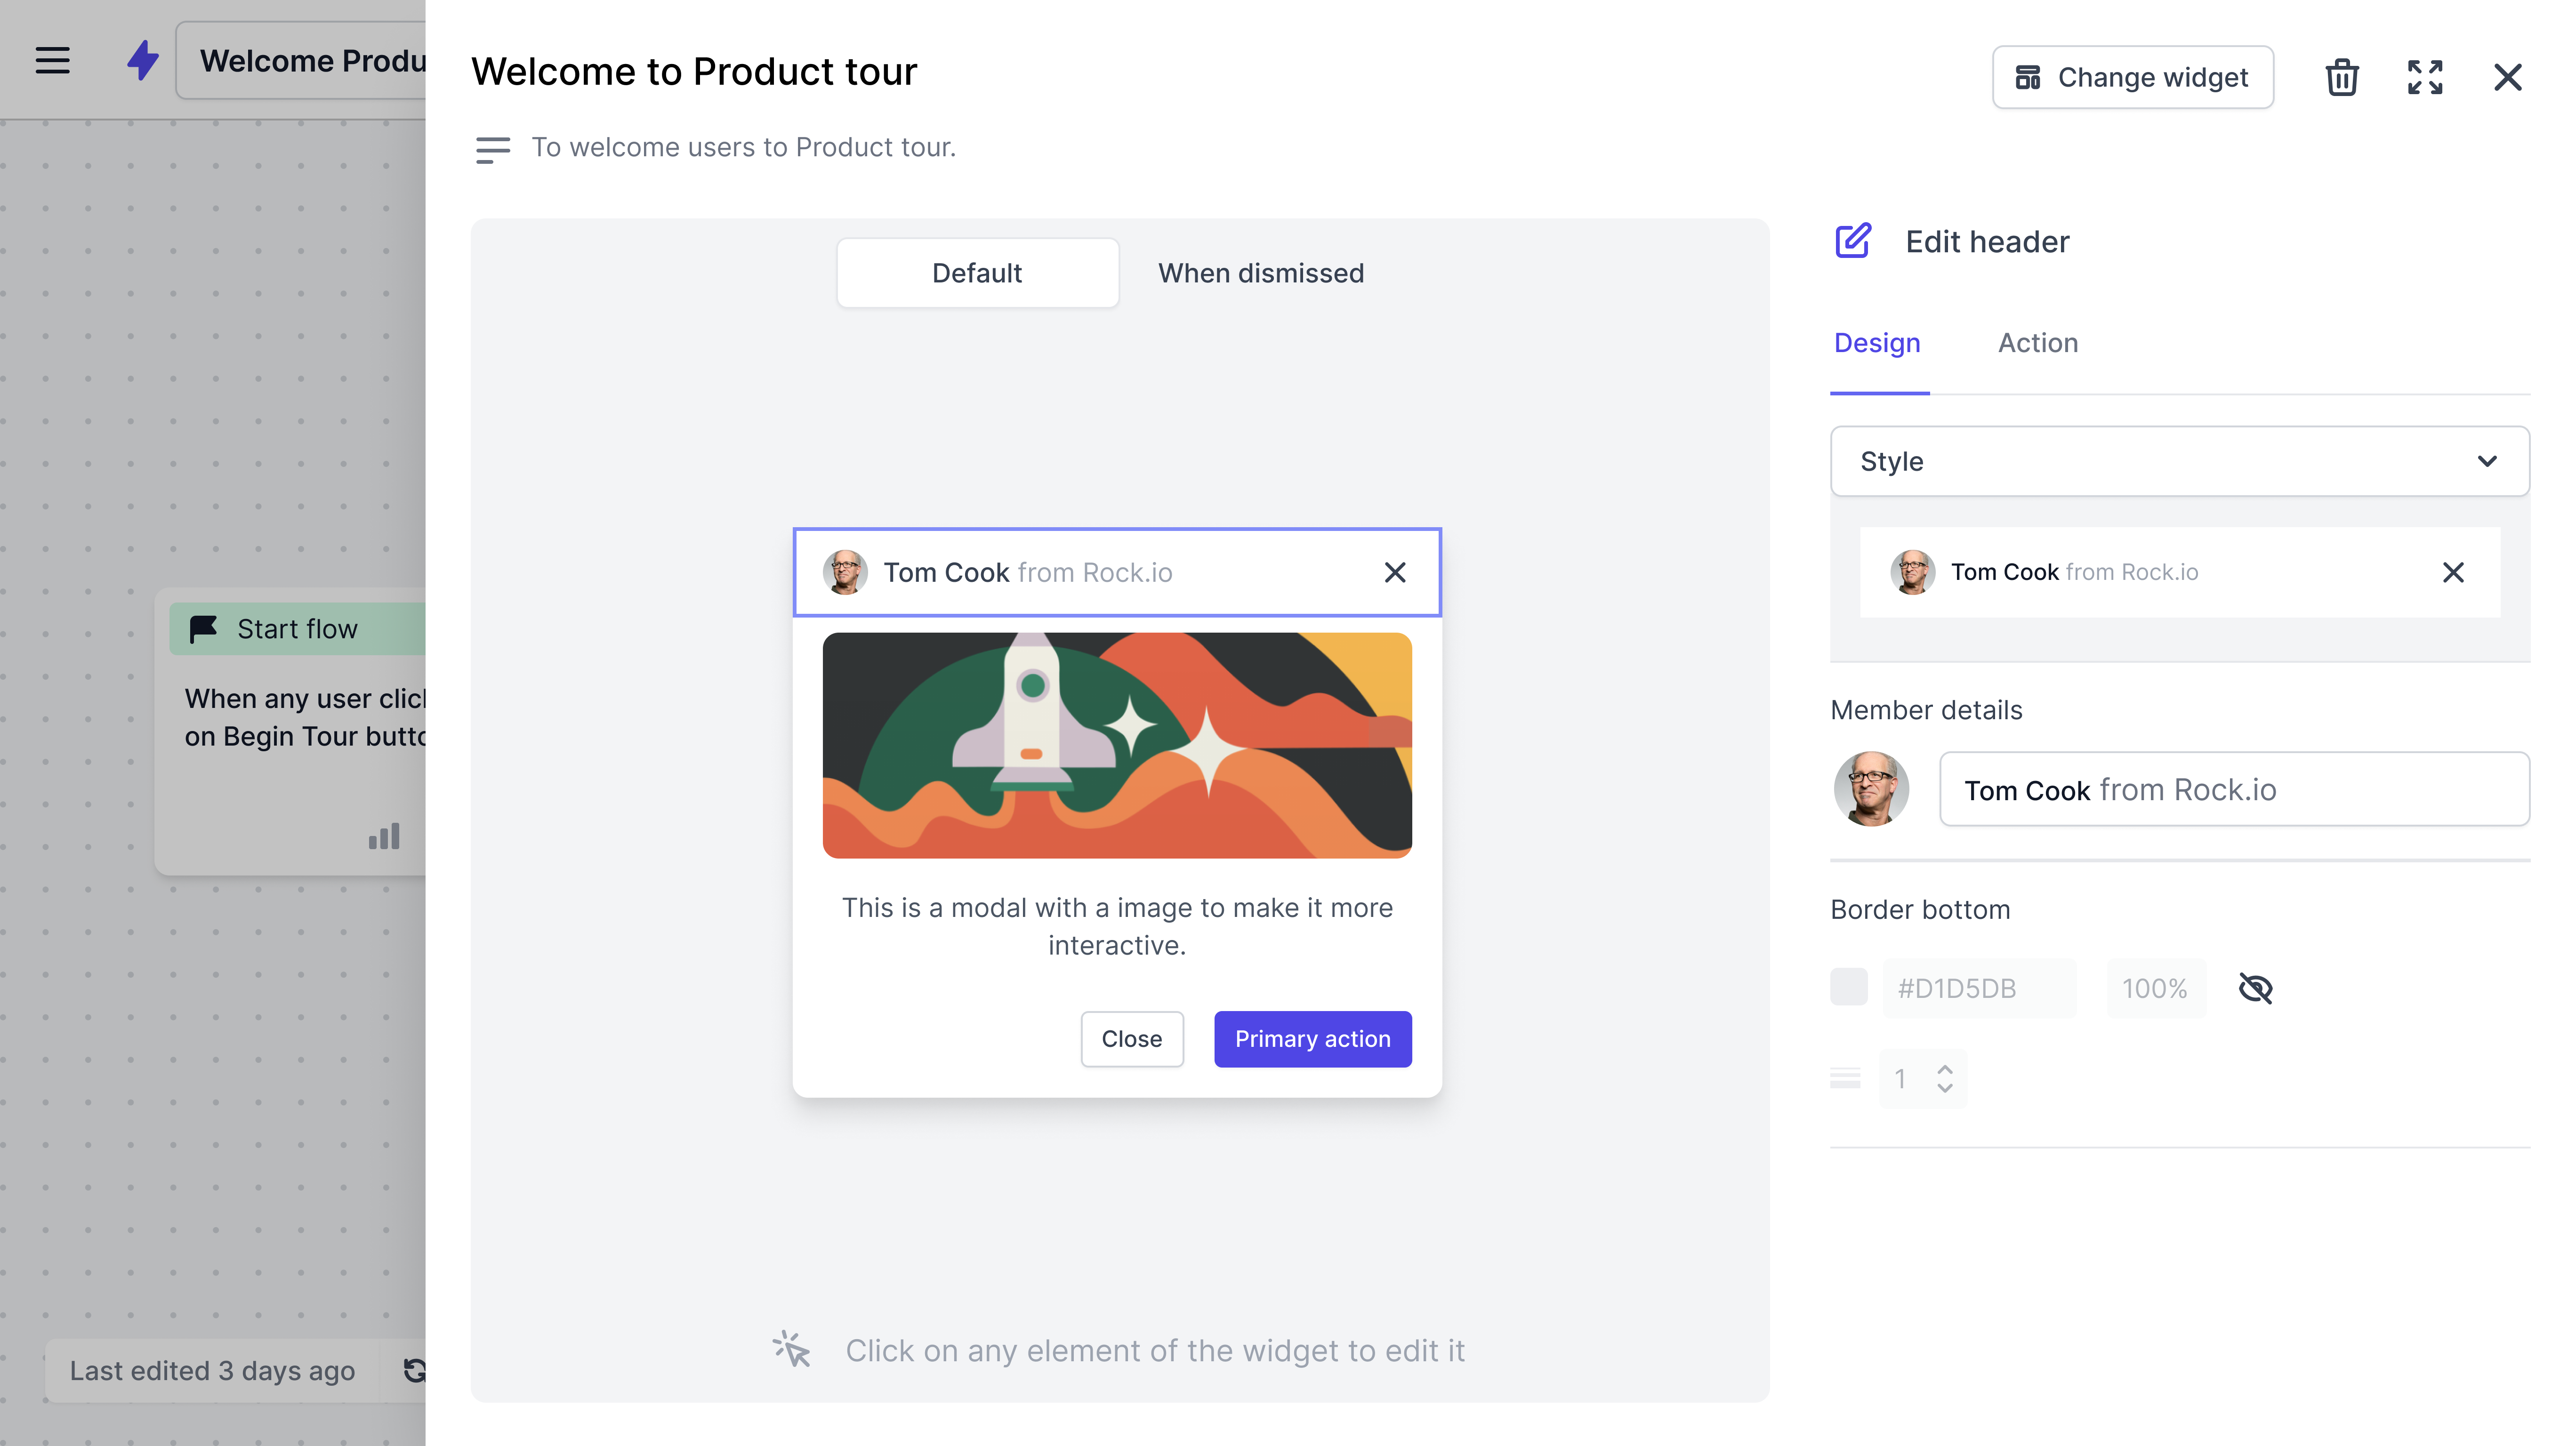 Welcome Produ
Welcome to Product tour
Change widget
To welcome users to Product tour.
Default
When dismissed
Edit header
Design
Action
Style
Tom Cook from Rock.io
Tom Cook from Rock.io
Start flow
When any user clic
on Begin Tour butto
Member details
Tom Cook from Rock.io
This is a modal with a image to make it more
interactive.
Border bottom
#D1D5DB
100%
1
Close
Primary action
Click on any element of the widget to edit it
Last edited 3 days ago